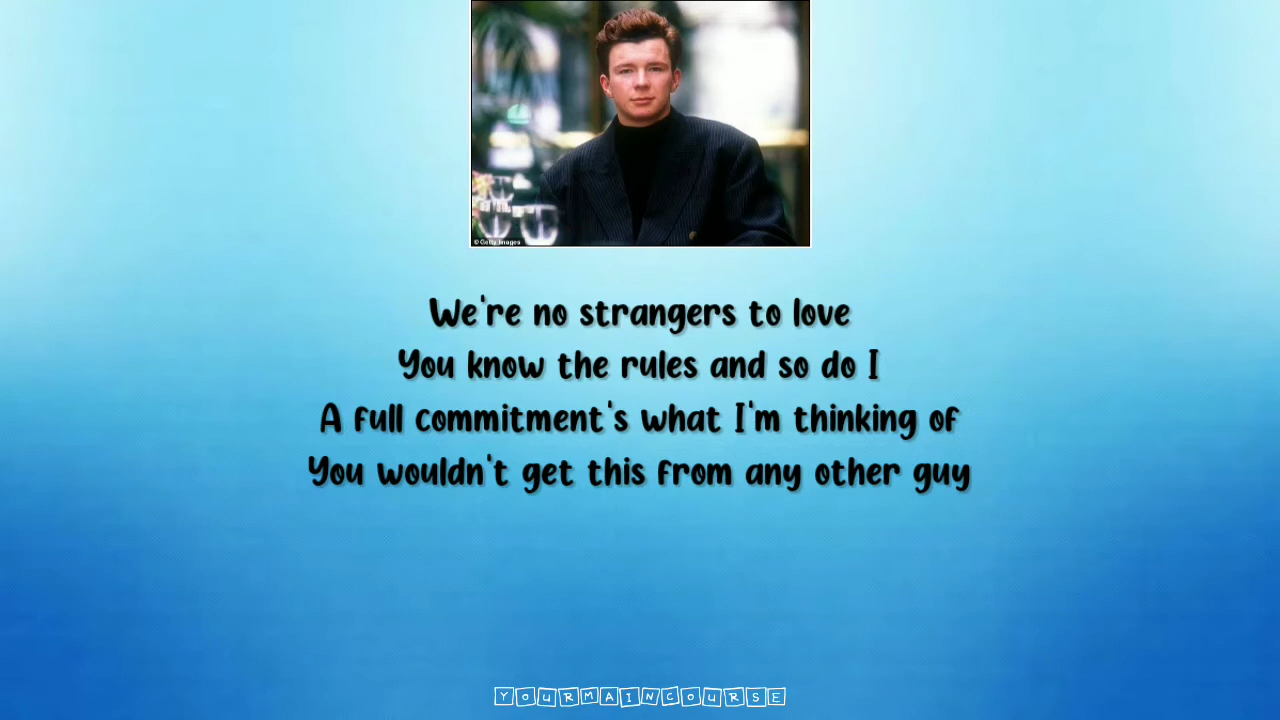 © Getty Images
We're no strangers to love
You know the rules and so do I
A full commitment's what I'm thinking of
You wouldn't get this from any other guy
YOURMAINCOURSE